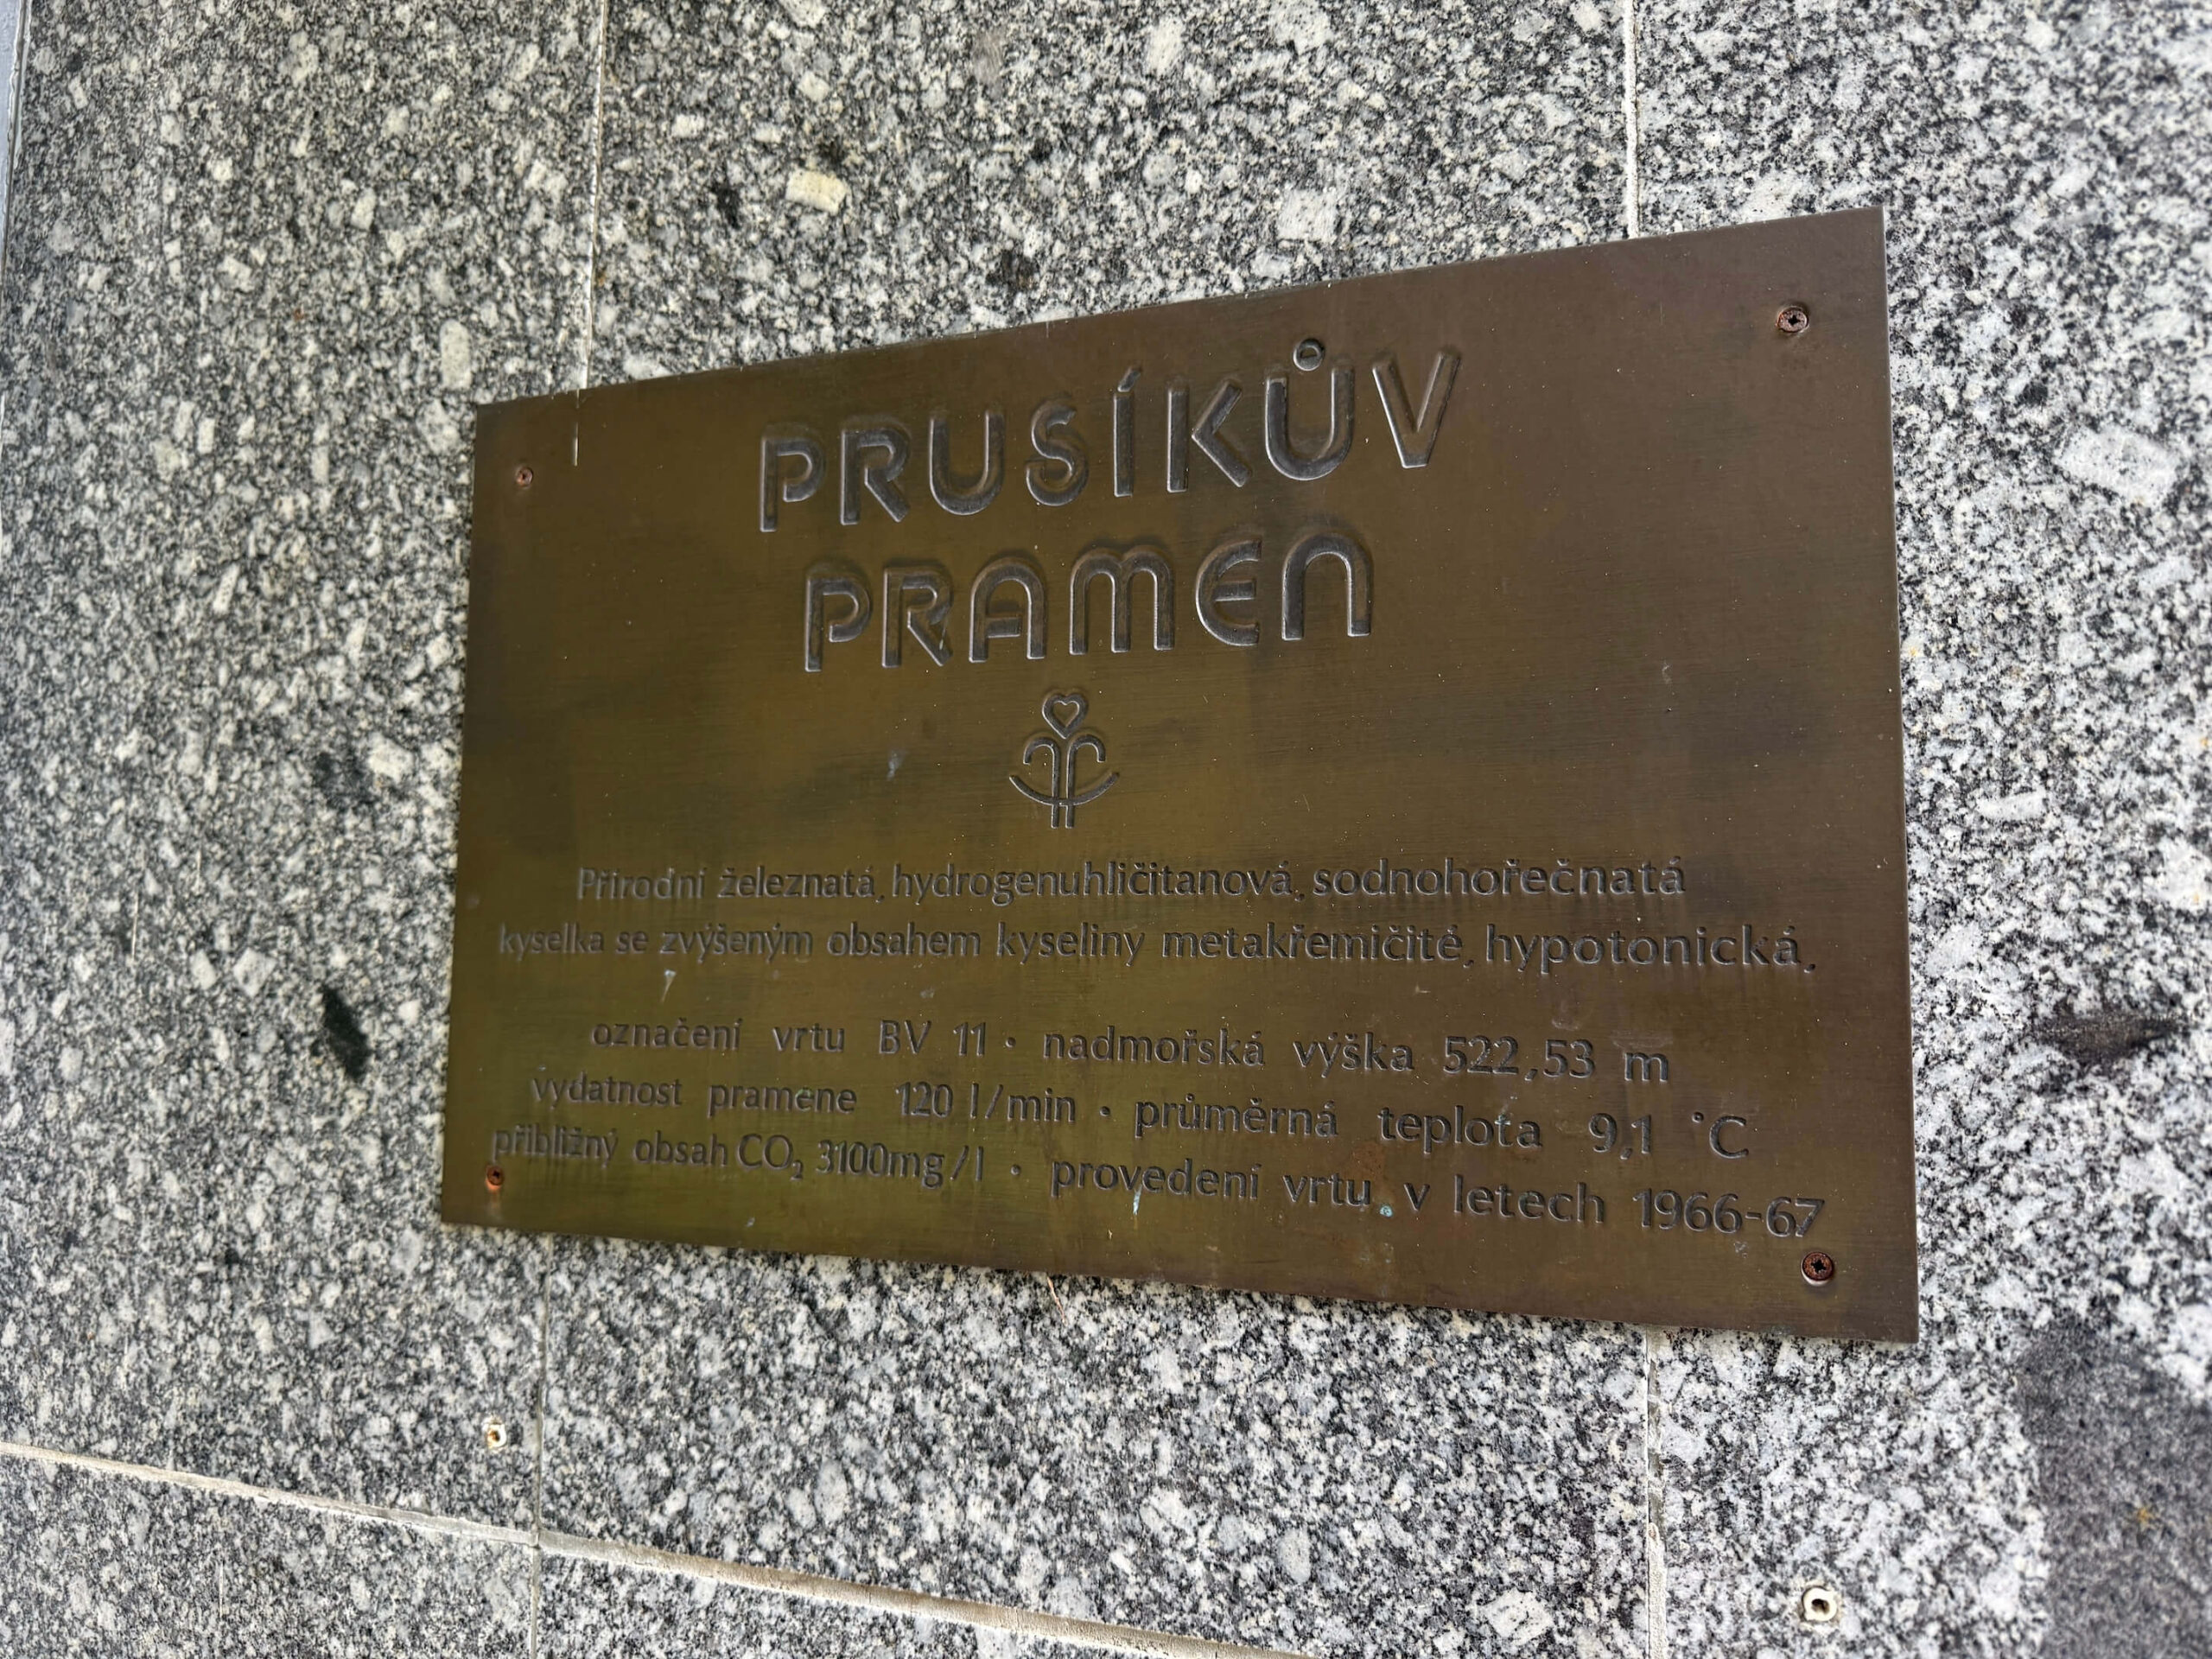 PRUSÍKŮV
PRAMEN
Přírodní železnatá, hydrogenuhličitanová, sodnohořečnatá
kyselka se zvýšeným obsahem kyseliny metakřemičité, hypotonická,
označení vrtu BV 11 · nadmořská výška 522,53 m
vydatnost pramene 120 l/min · průměrná teplota 9,1 °C
přibližný obsah CO₂ 3100mg/l · provedení vrtu v letech 1966-67